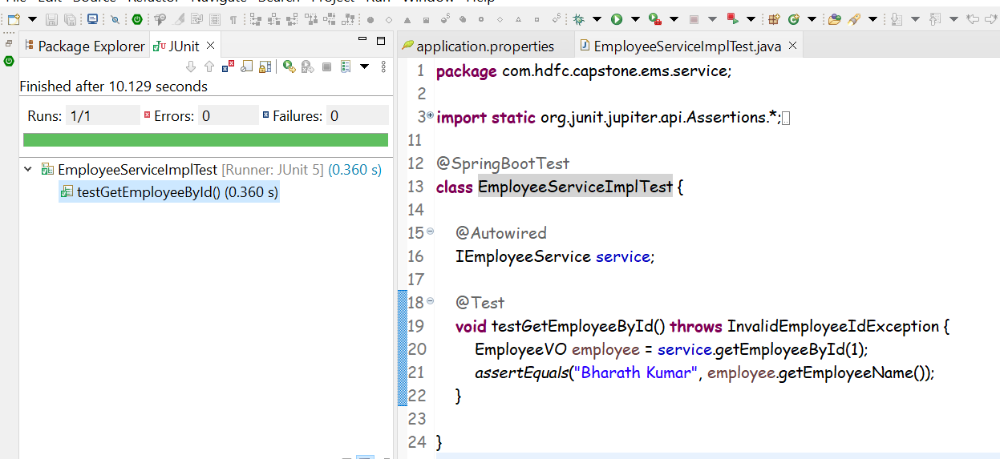 Package Explorer
JUnit
Finished after 10.129 seconds
Runs: 1/1 Errors: 0 Failures: 0
EmployeeServiceImplTest [Runner: JUnit 5] (0.360 s)
testGetEmployeeById() (0.360 s)
application.properties
EmployeeServiceImplTest.java
1 package com.hdfc.capstone.ems.service;
2
3 import static org.junit.jupiter.api.Assertions.*;
11
12 @SpringBootTest
13 class EmployeeServiceImplTest {
14
15 @Autowired
16 IEmployeeService service;
17
18 @Test
19 void testGetEmployeeById() throws InvalidEmployeeIdException {
20 EmployeeVO employee = service.getEmployeeById(1);
21 assertEquals("Bharath Kumar", employee.getEmployeeName());
22 }
23
24 }